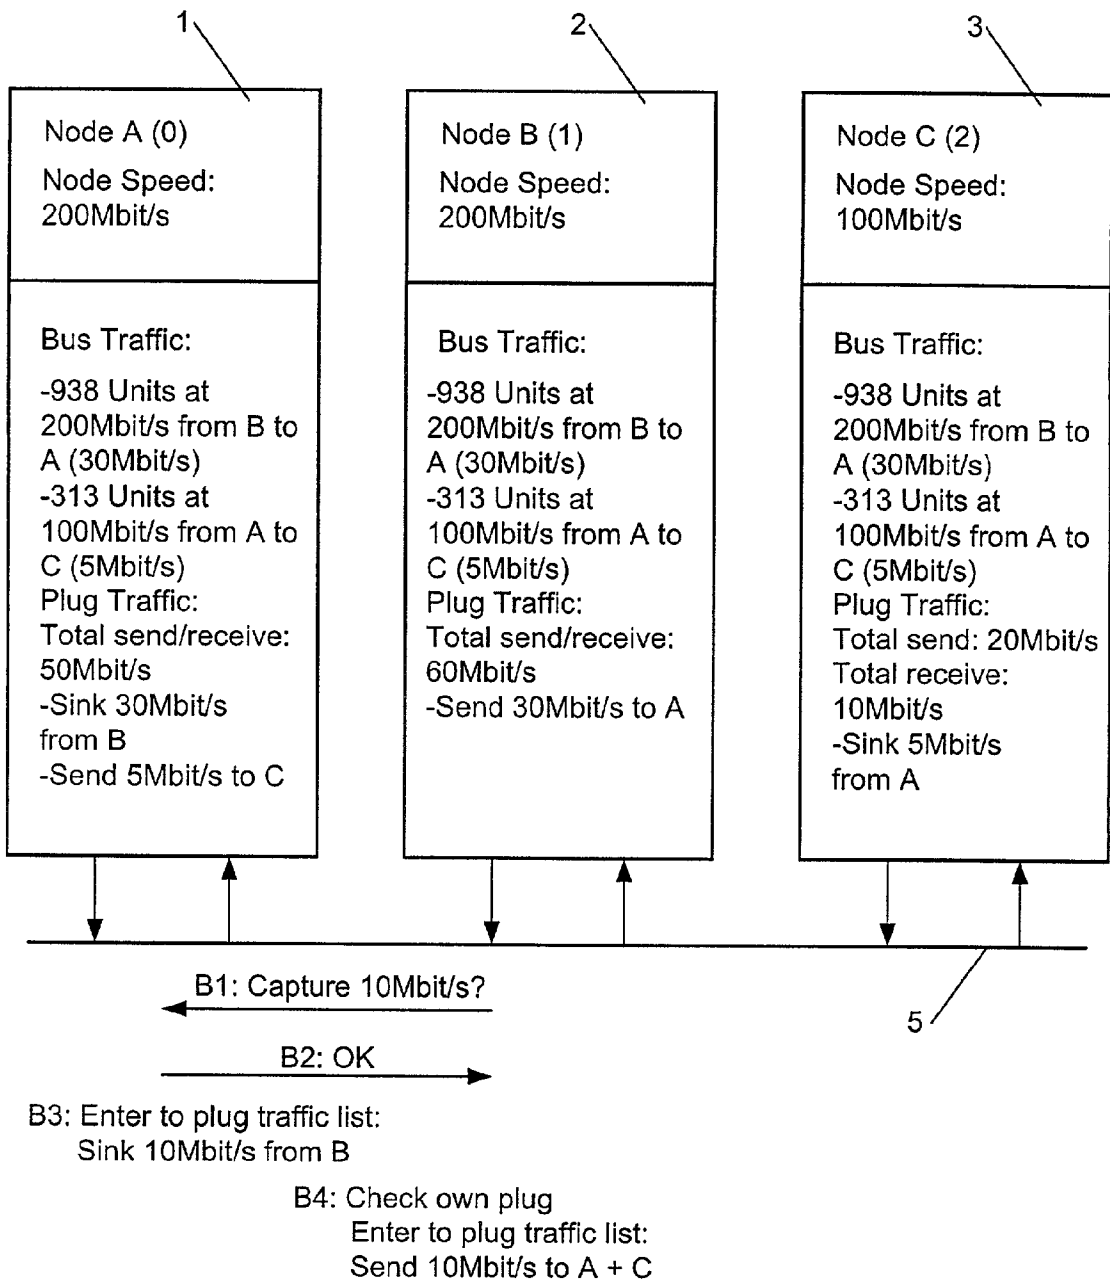 1
2
3
Node A (0)
Node Speed:
200Mbit/s
Bus Traffic:
-938 Units at
200Mbit/s from B to
A (30Mbit/s)
-313 Units at
100Mbit/s from A to
C (5Mbit/s)
Plug Traffic:
Total send/receive:
50Mbit/s
-Sink 30Mbit/s
from B
-Send 5Mbit/s to C
Node B (1)
Node Speed:
200Mbit/s
Bus Traffic:
-938 Units at
200Mbit/s from B to
A (30Mbit/s)
-313 Units at
100Mbit/s from A to
C (5Mbit/s)
Plug Traffic:
Total send/receive:
60Mbit/s
-Send 30Mbit/s to A
Node C (2)
Node Speed:
100Mbit/s
Bus Traffic:
-938 Units at
200Mbit/s from B to
A (30Mbit/s)
-313 Units at
100Mbit/s from A to
C (5Mbit/s)
Plug Traffic:
Total send: 20Mbit/s
Total receive:
10Mbit/s
-Sink 5Mbit/s
from A
B1: Capture 10Mbit/s?
5
B2: OK
B3: Enter to plug traffic list:
Sink 10Mbit/s from B
B4: Check own plug
Enter to plug traffic list:
Send 10Mbit/s to A + C